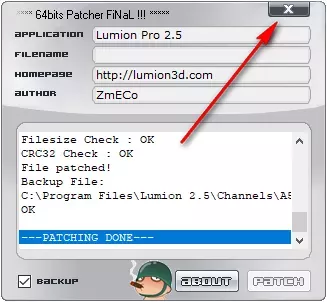 **** 64bits Patcher FiNaL !!! *****
X
APPLICATION Lumion Pro 2.5
FILENAME
HOMEPAGE http://lumion3d.com
AUTHOR ZmECo
Filesize Check : OK
CRC32 Check : OK
File patched!
Backup File:
C:\Program Files\Lumion 2.5\Channels\A5
OK
---PATCHING DONE---
BACKUP ABOUT PATCH